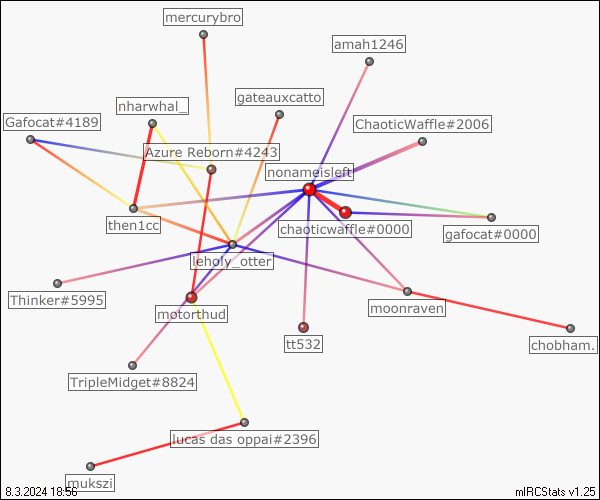 mercurybro
amah1246
gateauxcatto
nharwhal_
Gafocat#4189
ChaoticWaffle#2006
Azure Reborn#4243
nonameisleft
then1cc
chaoticwaffle#0000
gafocat#0000
leholy_otter
Thinker#5995
motorthud
moonraven
tt532
chobham.
TripleMidget#8824
lucas das oppai#2396
mukszi
8.3.2024 18:56
mIRCStats v1.25